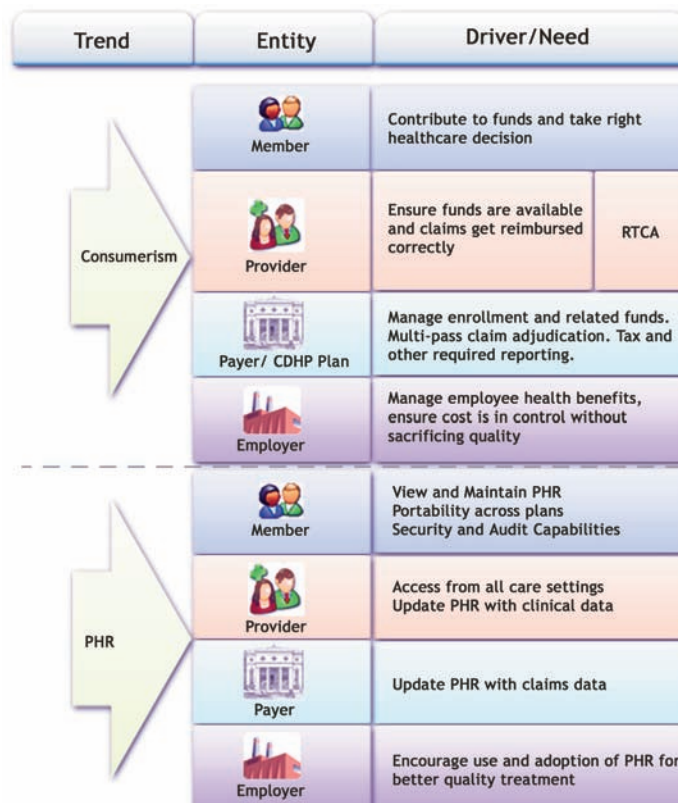 Trend
Entity
Driver/Need
Consumerism
Member
Contribute to funds and take right
healthcare decision
Provider
Ensure funds are available
and claims get reimbursed
correctly
RTCA
Payer/ CDHP Plan
Manage enrollment and related funds.
Multi-pass claim adjudication. Tax and
other required reporting.
Employer
Manage employee health benefits,
ensure cost is in control without
sacrificing quality
PHR
Member
View and Maintain PHR
Portability across plans
Security and Audit Capabilities
Provider
Access from all care settings
Update PHR with clinical data
Payer
Update PHR with claims data
Employer
Encourage use and adoption of PHR for
better quality treatment